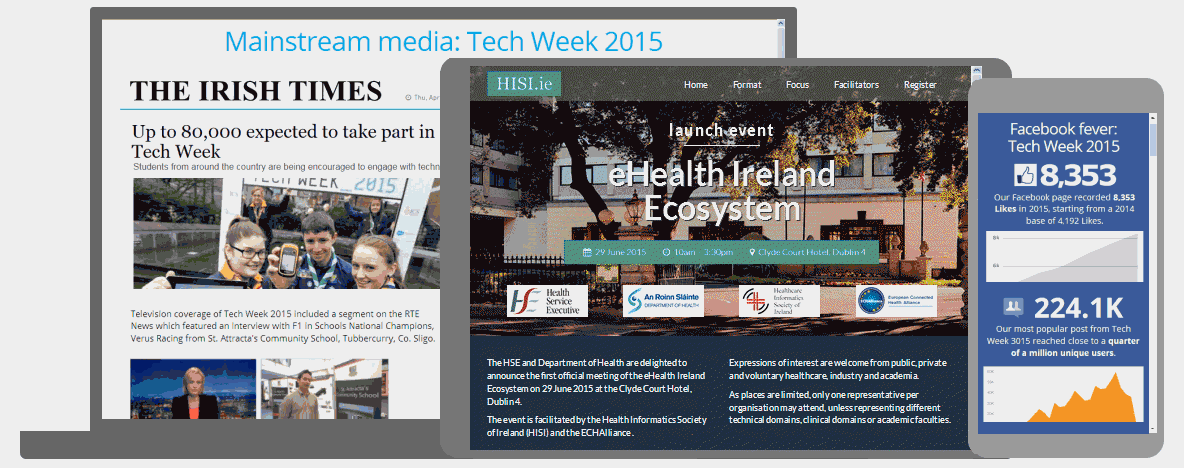 Mainstream media: Tech Week 2015
THE IRISH TIMES
Thu, Apr
Up to 80,000 expected to take part in
Tech Week
Students from around the country are being encouraged to engage with techn
TECH WEEK 2015
Television coverage of Tech Week 2015 included a segment on the RTE
News which featured an Interview with F1 in Schools National Champions,
Verus Racing from St. Attracta's Community School, Tubbercurry, Co. Sligo.
HISI.ie
Home Format Focus Facilitators Register
launch event
eHealth Ireland
Ecosystem
29 June 2015 10am 3:30pm Clyde Court Hotel, Dublin 4
Health
Service
Executive
An Roinn Sláinte
DEPARTMENT OF HEALTH
Healthcare
Informatics
Society of
Ireland
European Connected
Health Alliance
The HSE and Department of Health are delighted to
announce the first official meeting of the eHealth Ireland
Ecosystem on 29 June 2015 at the Clyde Court Hotel,
Dublin 4.
The event is facilitated by the Health Informatics Society
of Ireland (HISI) and the ECHAlliance.
Expressions of interest are welcome from public, private
and voluntary healthcare, industry and academia.
As places are limited, only one representative per
organisation may attend, unless representing different
technical domains, clinical domains or academic faculties.
Facebook fever:
Tech Week 2015
8,353
Our Facebook page recorded 8,353
Likes in 2015, starting from a 2014
base of 4.192 Likes.
224.1K
Our most popular post from Tech
Week 3015 reached close to a quarter
of a million unique users.